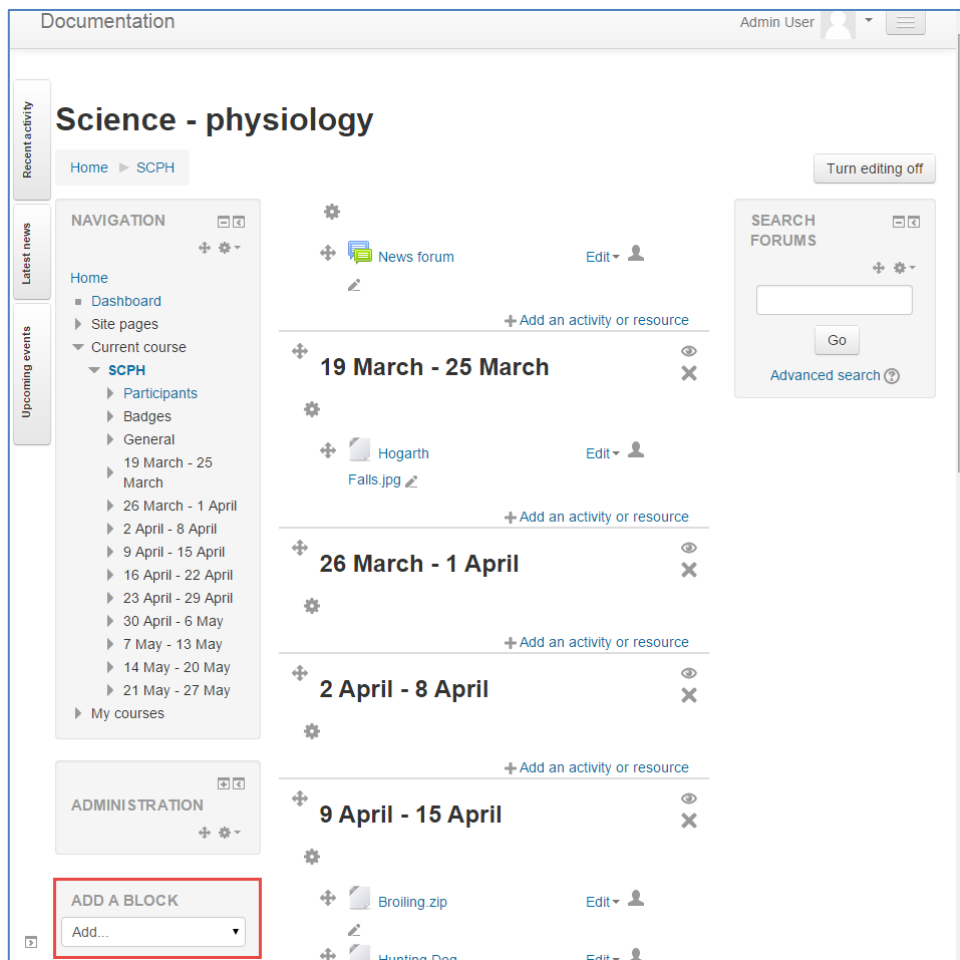 Documentation
Admin User
Recent activity
Latest news
Upcoming events
Science - physiology
Home
SCPH
Turn editing off
NAVIGATION
Home
Dashboard
Site pages
Current course
SCPH
Participants
Badges
General
19 March - 25
March
26 March - 1 April
2 April - 8 April
9 April - 15 April
16 April - 22 April
23 April - 29 April
30 April - 6 May
7 May - 13 May
14 May - 20 May
21 May - 27 May
My courses
ADMINISTRATION
ADD A BLOCK
Add...
News forum
Edit
Add an activity or resource
19 March - 25 March
Hogarth
Falls.jpg
Edit
Add an activity or resource
26 March - 1 April
Add an activity or resource
2 April - 8 April
Add an activity or resource
9 April - 15 April
Broiling.zip
Edit
Hunting Dog
Edit
SEARCH
FORUMS
Go
Advanced search